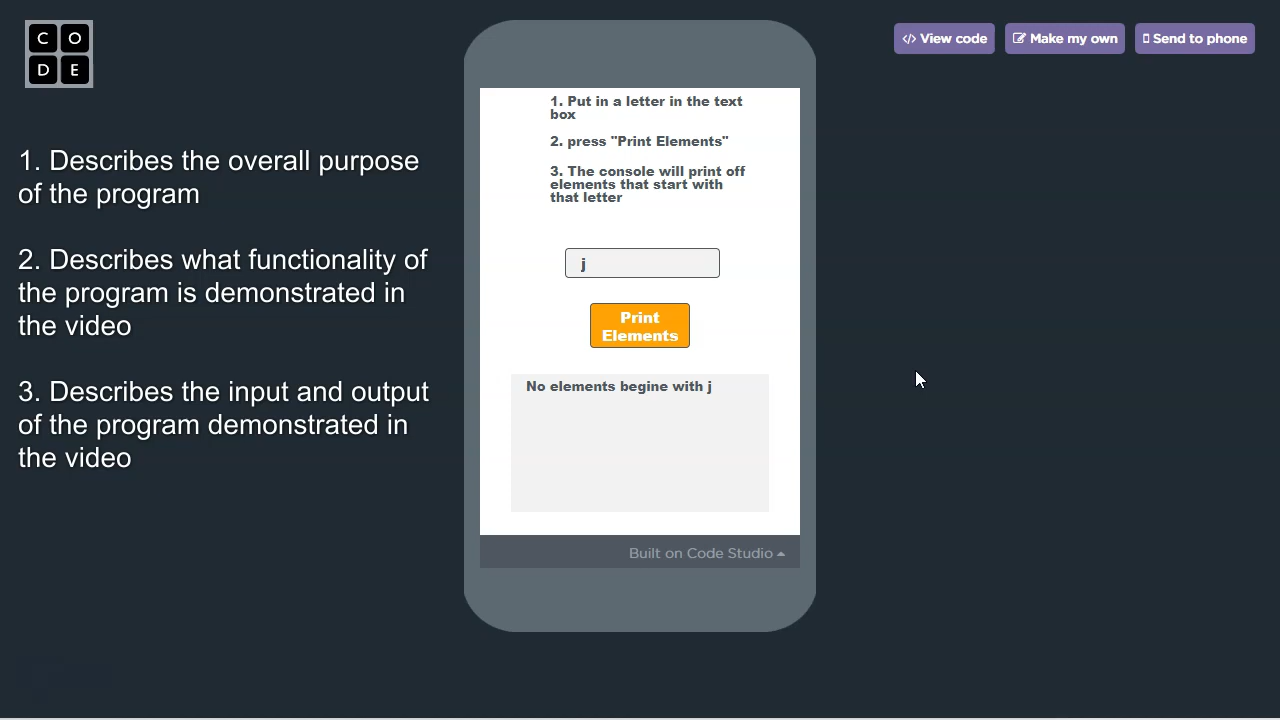 C O
D E
</> View code
Make my own
Send to phone
1. Describes the overall purpose
of the program
2. Describes what functionality of
the program is demonstrated in
the video
3. Describes the input and output
of the program demonstrated in
the video
1. Put in a letter in the text
box
2. press "Print Elements"
3. The console will print off
elements that start with
that letter
j
Print
Elements
No elements begine with j
Built on Code Studio